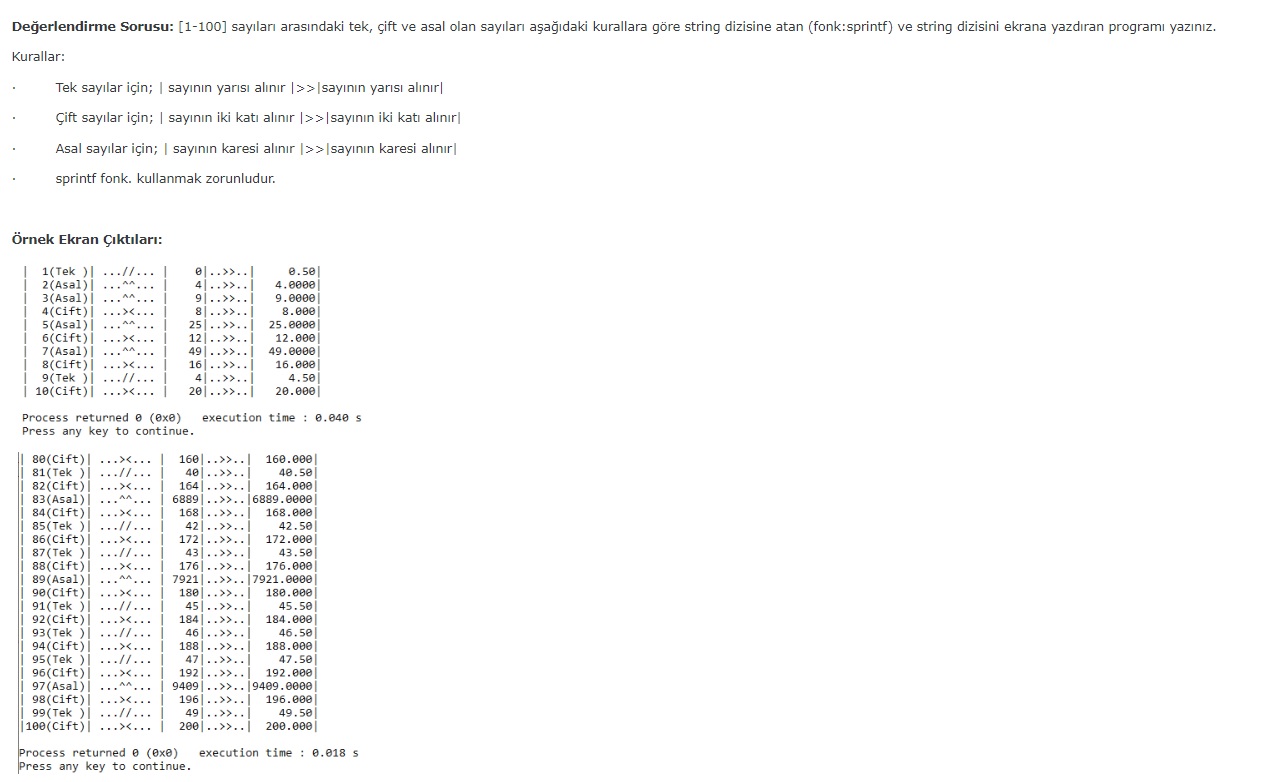 Değerlendirme Sorusu: [1-100] sayıları arasındaki tek, çift ve asal olan sayıları aşağıdaki kurallara göre string dizisine atan (fonk:sprintf) ve string dizisini ekrana yazdıran programı yazınız.
Kurallar:
· Tek sayılar için; | sayının yarısı alınır |>>|sayının yarısı alınır|
· Çift sayılar için; | sayının iki katı alınır |>>|sayının iki katı alınır|
· Asal sayılar için; | sayının karesi alınır |>>|sayının karesi alınır|
· sprintf fonk. kullanmak zorunludur.
Örnek Ekran Çıktıları:
|  1(Tek )| ...//... |    0|..>>..|     0.50|
|  2(Asal)| ...^^... |    4|..>>..|   4.0000|
|  3(Asal)| ...^^... |    9|..>>..|   9.0000|
|  4(Cift)| ...><... |    8|..>>..|    8.000|
|  5(Asal)| ...^^... |   25|..>>..|  25.0000|
|  6(Cift)| ...><... |   12|..>>..|   12.000|
|  7(Asal)| ...^^... |   49|..>>..|  49.0000|
|  8(Cift)| ...><... |   16|..>>..|   16.000|
|  9(Tek )| ...//... |    4|..>>..|     4.50|
| 10(Cift)| ...><... |   20|..>>..|   20.000|
Process returned 0 (0x0)   execution time : 0.040 s
Press any key to continue.
| 80(Cift)| ...><... |  160|..>>..|  160.000|
| 81(Tek )| ...//... |   40|..>>..|    40.50|
| 82(Cift)| ...><... |  164|..>>..|  164.000|
| 83(Asal)| ...^^... | 6889|..>>..|6889.0000|
| 84(Cift)| ...><... |  168|..>>..|  168.000|
| 85(Tek )| ...//... |   42|..>>..|    42.50|
| 86(Cift)| ...><... |  172|..>>..|  172.000|
| 87(Tek )| ...//... |   43|..>>..|    43.50|
| 88(Cift)| ...><... |  176|..>>..|  176.000|
| 89(Asal)| ...^^... | 7921|..>>..|7921.0000|
| 90(Cift)| ...><... |  180|..>>..|  180.000|
| 91(Tek )| ...//... |   45|..>>..|    45.50|
| 92(Cift)| ...><... |  184|..>>..|  184.000|
| 93(Tek )| ...//... |   46|..>>..|    46.50|
| 94(Cift)| ...><... |  188|..>>..|  188.000|
| 95(Tek )| ...//... |   47|..>>..|    47.50|
| 96(Cift)| ...><... |  192|..>>..|  192.000|
| 97(Asal)| ...^^... | 9409|..>>..|9409.0000|
| 98(Cift)| ...><... |  196|..>>..|  196.000|
| 99(Tek )| ...//... |   49|..>>..|    49.50|
|100(Cift)| ...><... |  200|..>>..|  200.000|
Process returned 0 (0x0)   execution time : 0.018 s
Press any key to continue.